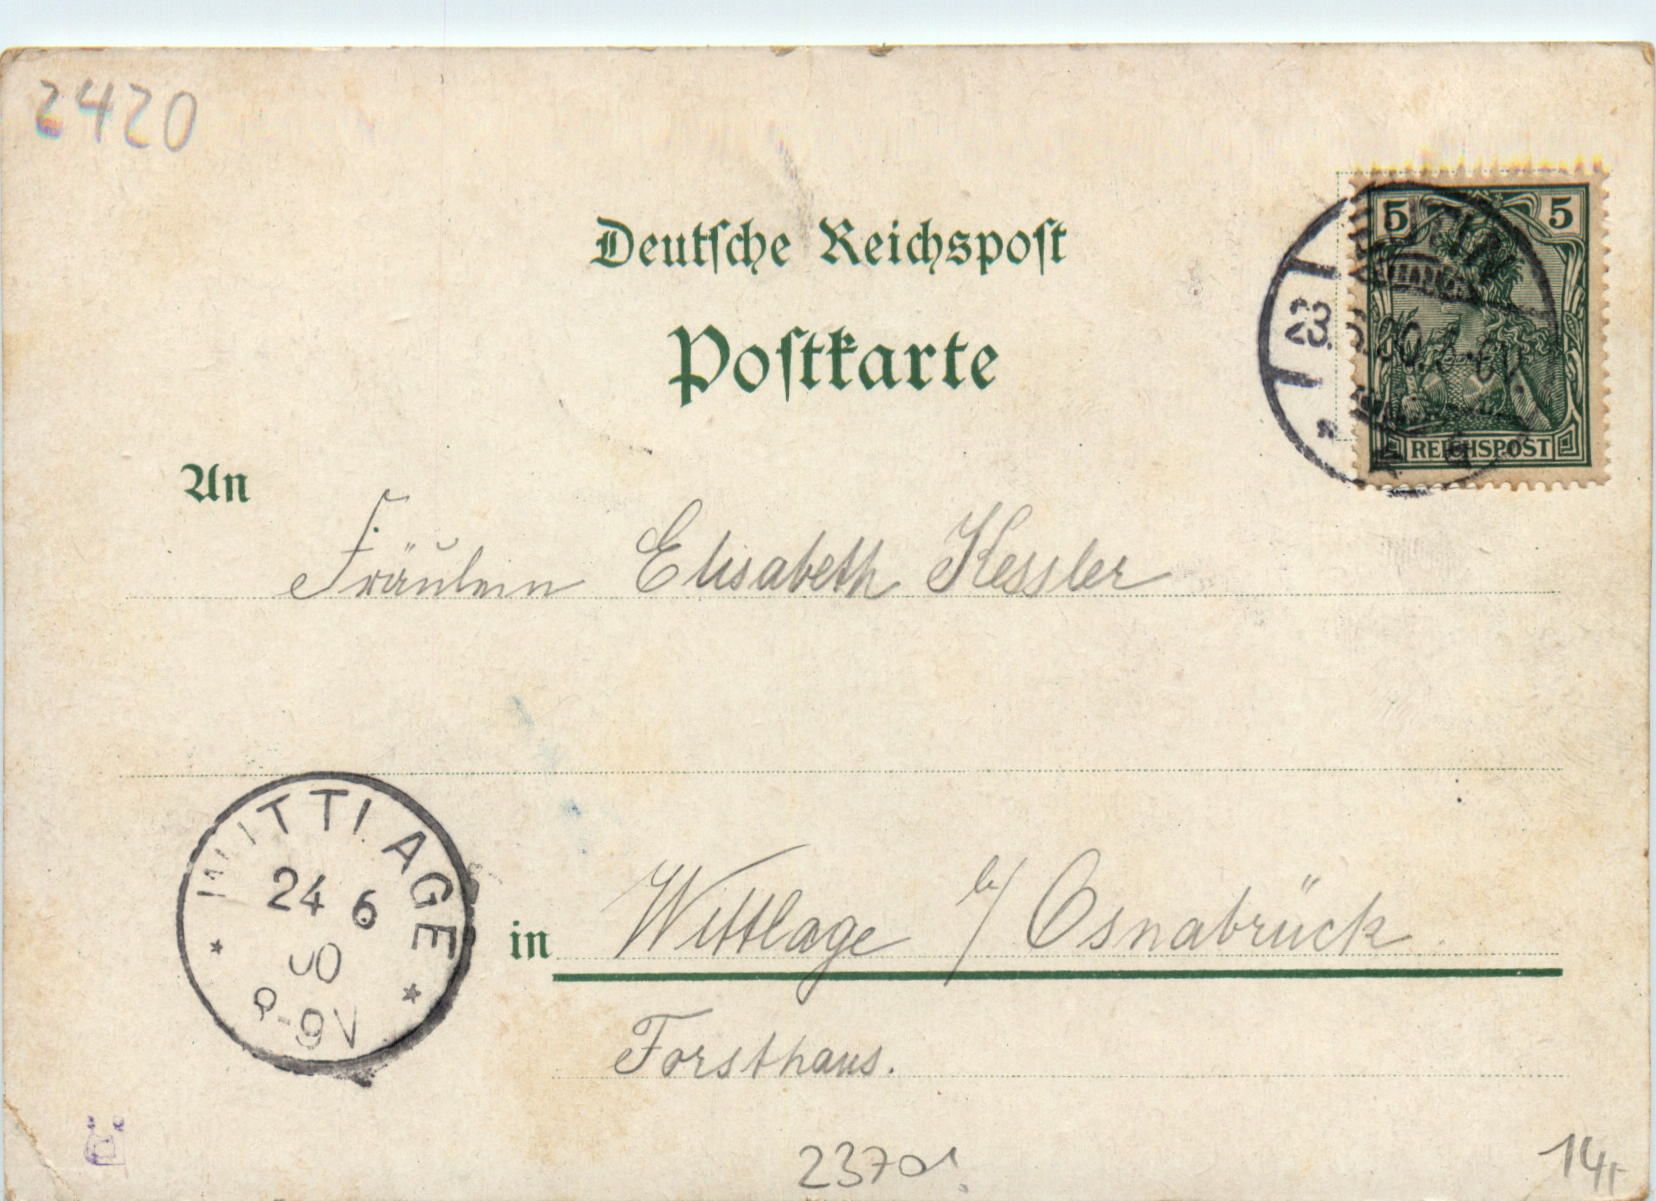 2420
Deutsche Reichspost
Postkarte
5 5
REICHSPOST
23.
An
Fräulein Elisabeth Kessler
WITTLAGE
24 6
00
8-9V
in Wittlage b/ Osnabrück.
Forsthaus.
2370
14,-